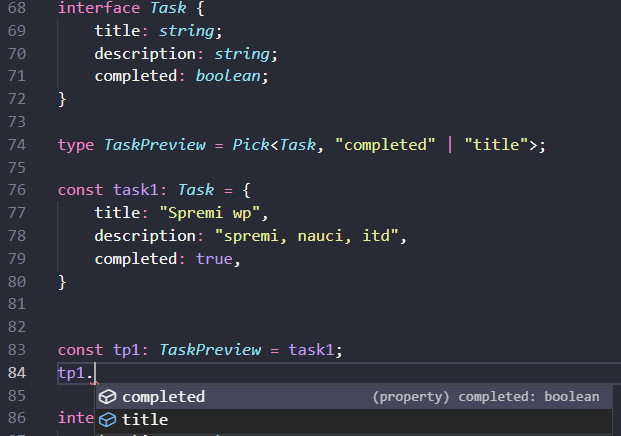 68 interface Task {
69 title: string;
70 description: string;
71 completed: boolean;
72 }
73
74 type TaskPreview = Pick<Task, "completed" | "title">;
75
76 const task1: Task = {
77 title: "Spremi wp",
78 description: "spremi, nauci, itd",
79 completed: true,
80 }
81
82
83 const tp1: TaskPreview = task1;
84 tp1.
85 completed (property) completed: boolean
86 inte title